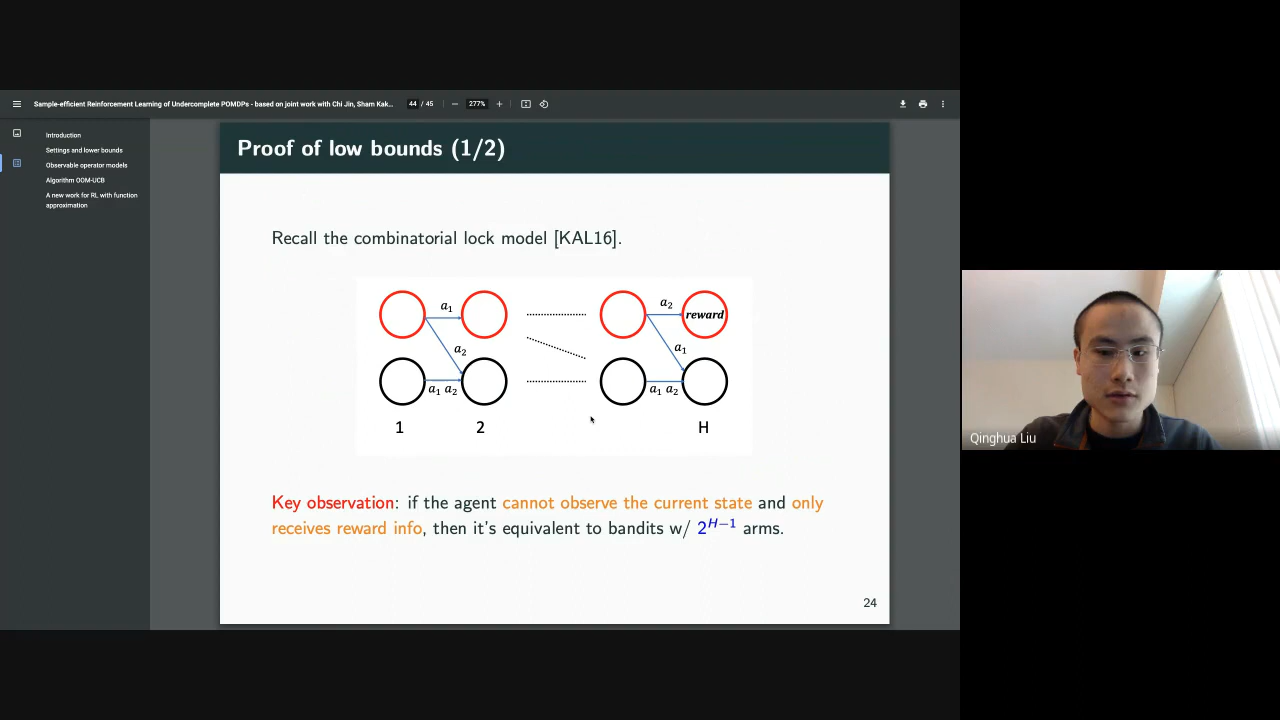 Sample-efficient Reinforcement Learning of Undercomplete POMDPs - based on joint work with Chi Jin, Sham Kak...
44 / 45
277%
Introduction
Settings and lower bounds
Observable operator models
Algorithm OOM-UCB
A new work for RL with function
approximation
Proof of low bounds (1/2)
Recall the combinatorial lock model [KAL16].
a₁
a₂
a₁ a₂
a₂
reward
a₁
a₁ a₂
1
2
H
Key observation: if the agent cannot observe the current state and only
receives reward info, then it's equivalent to bandits w/ 2^{H−1} arms.
24
Qinghua Liu